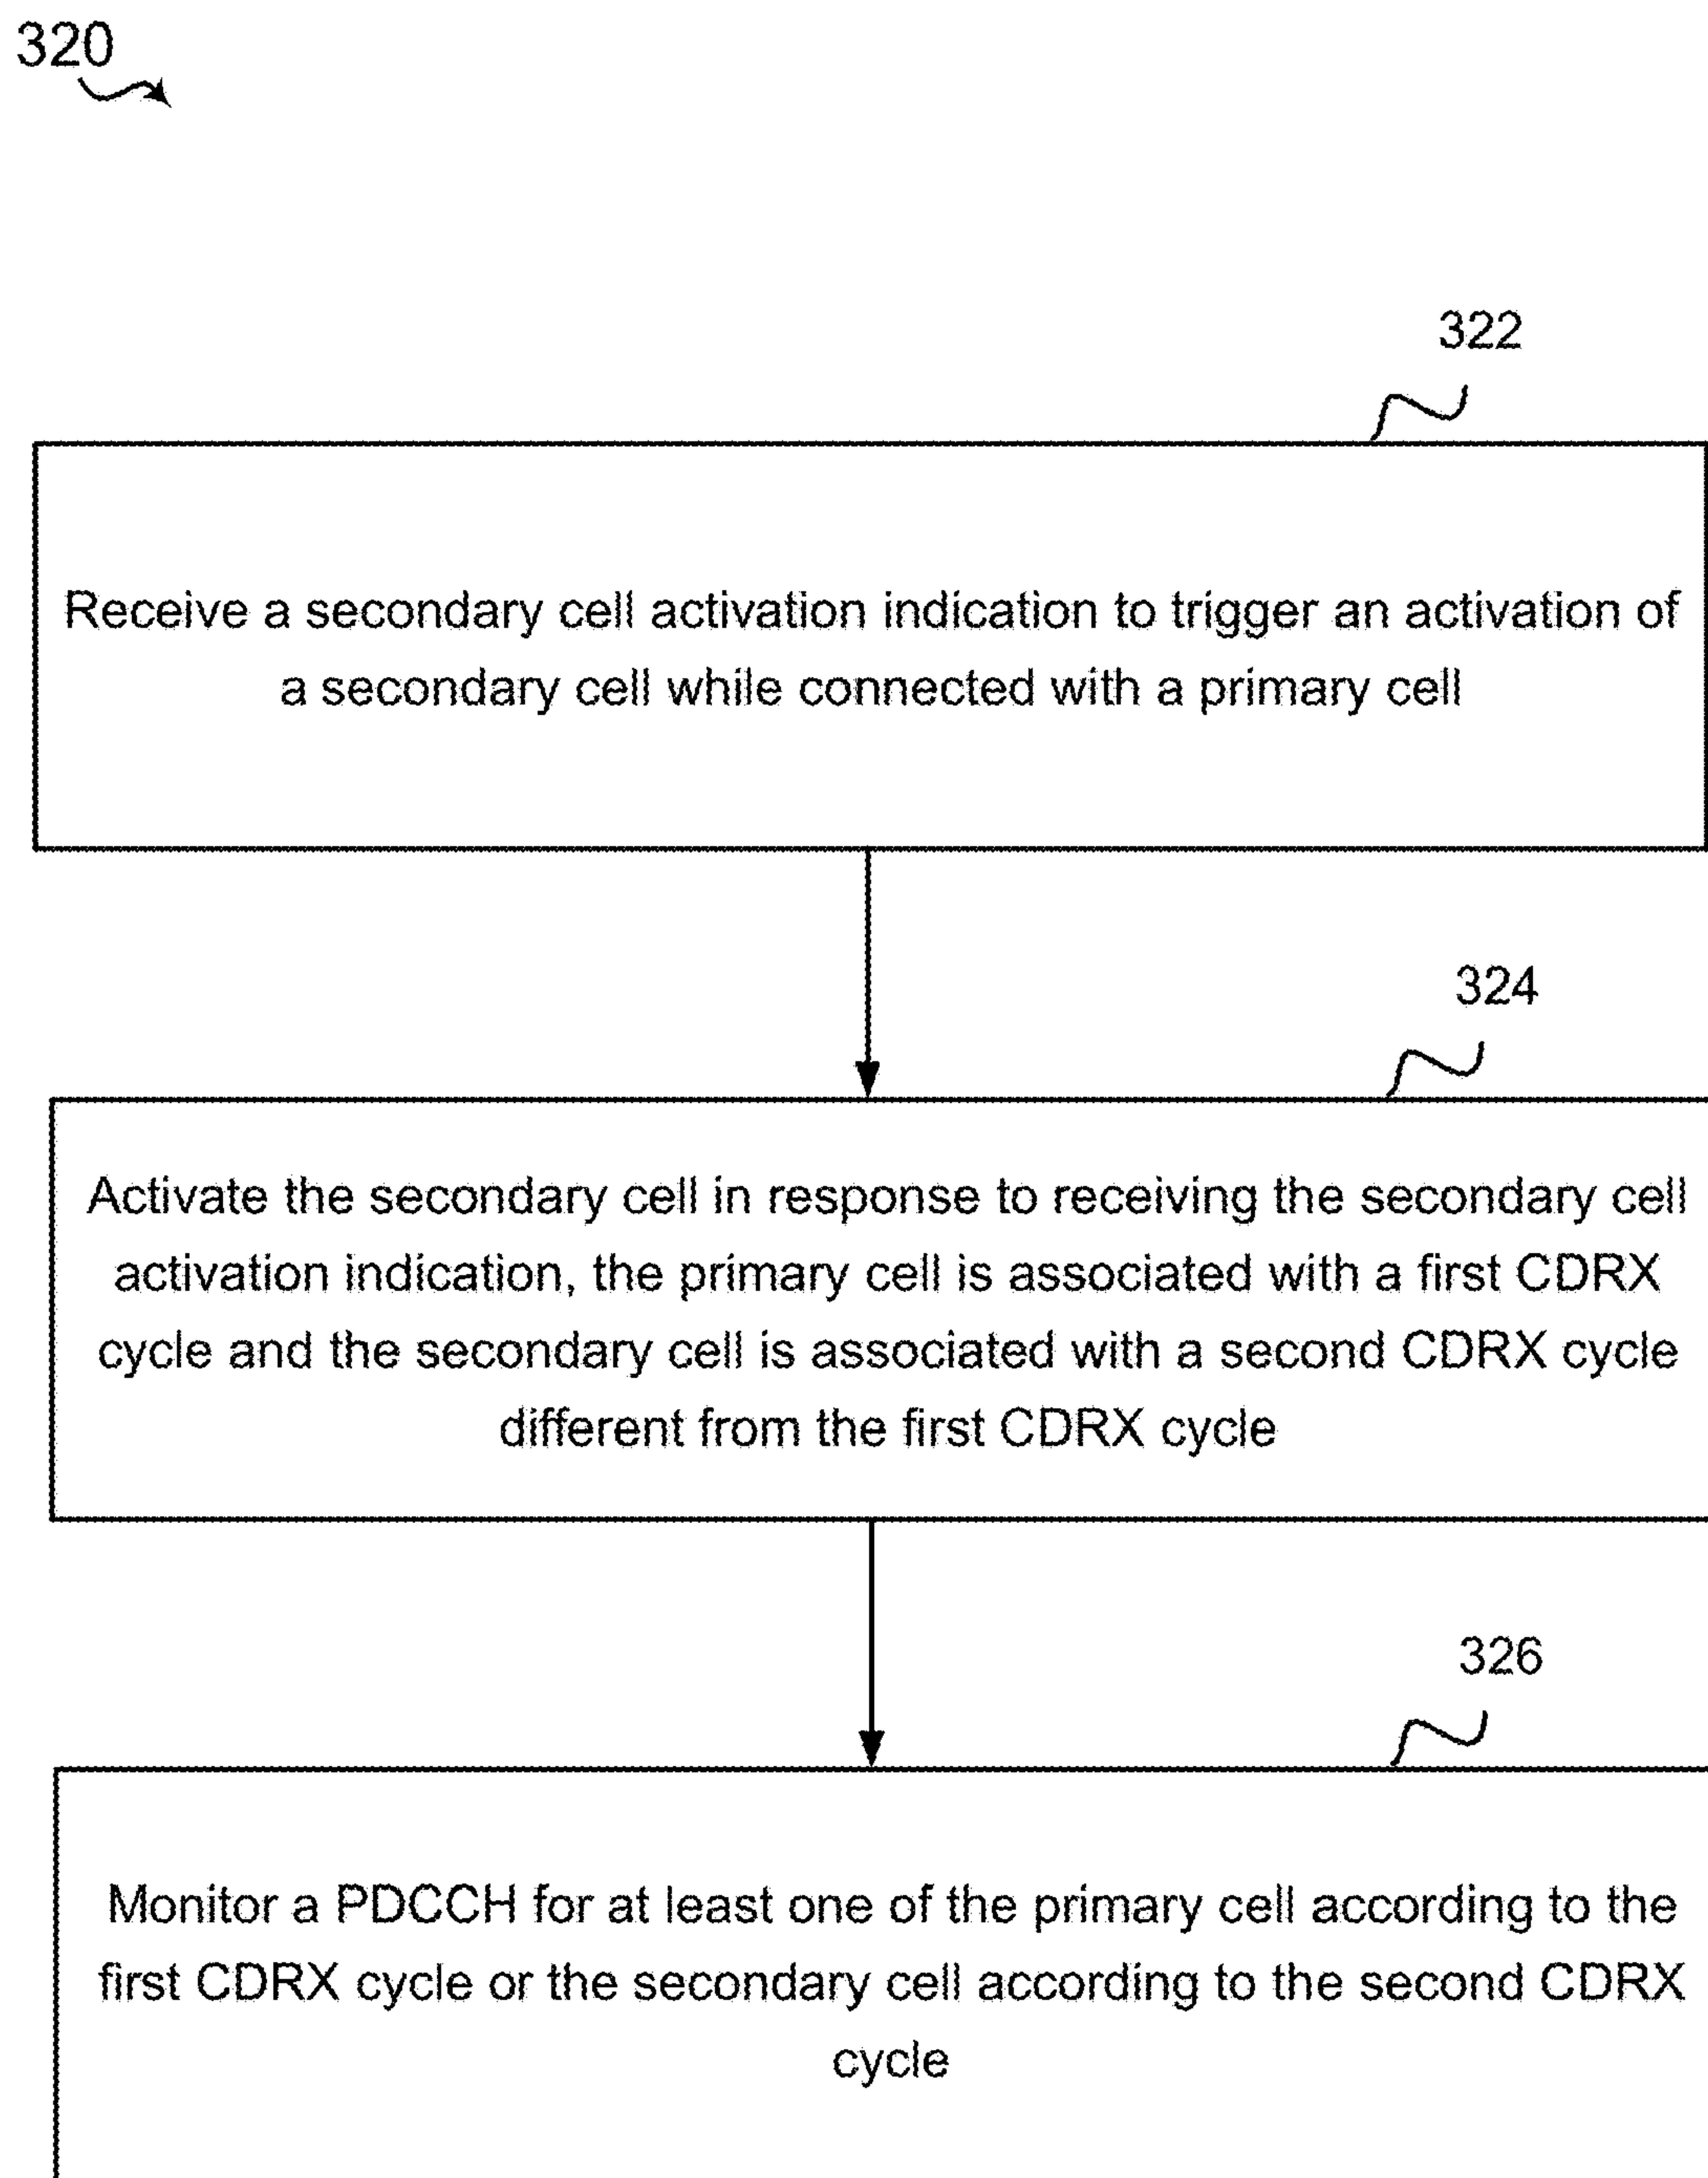 320
322
Receive a secondary cell activation indication to trigger an activation of
a secondary cell while connected with a primary cell
324
Activate the secondary cell in response to receiving the secondary cell
activation indication, the primary cell is associated with a first CDRX
cycle and the secondary cell is associated with a second CDRX cycle
different from the first CDRX cycle
326
Monitor a PDCCH for at least one of the primary cell according to the
first CDRX cycle or the secondary cell according to the second CDRX
cycle